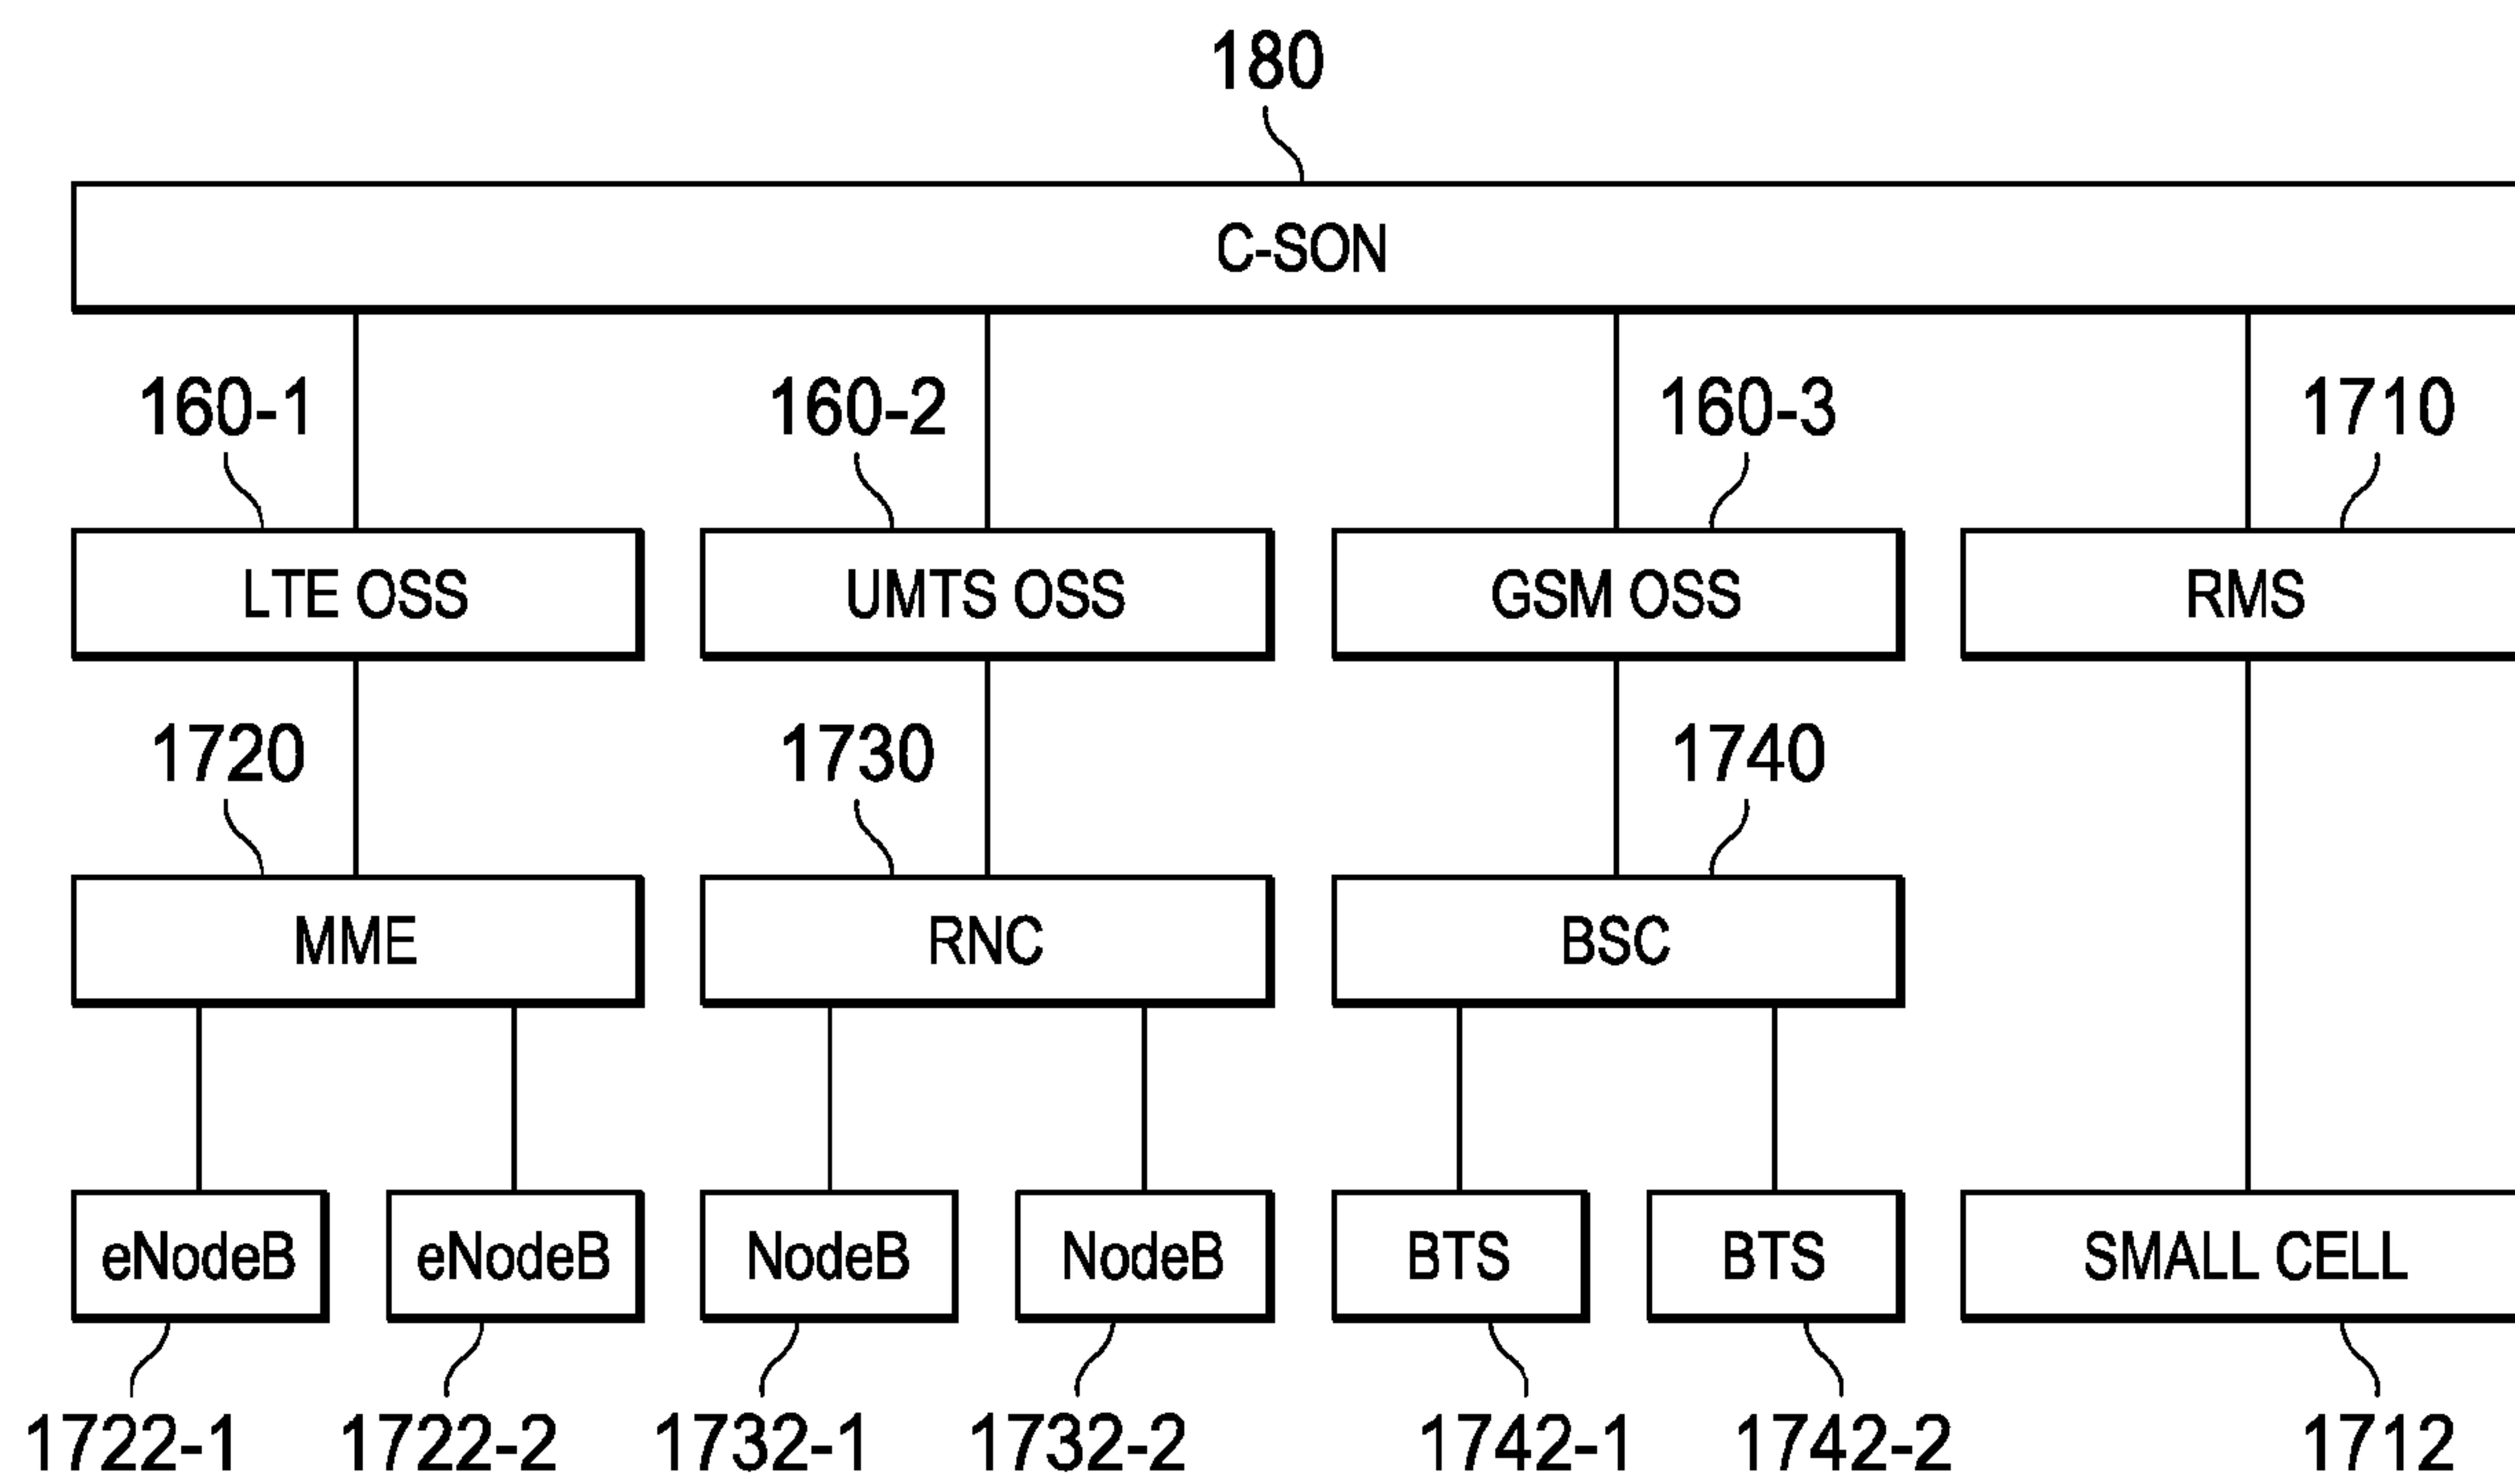 180
C-SON
160-1 160-2 160-3 1710
LTE OSS UMTS OSS GSM OSS RMS
1720 1730 1740
MME RNC BSC
eNodeB eNodeB NodeB NodeB BTS BTS SMALL CELL
1722-1 1722-2 1732-1 1732-2 1742-1 1742-2 1712